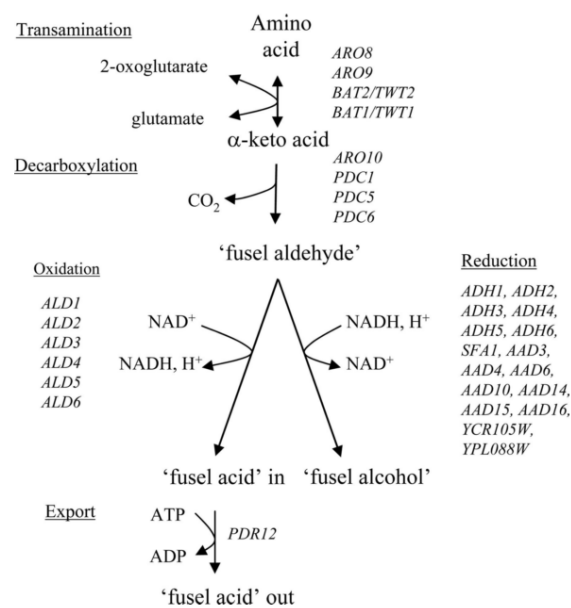 Transamination
Amino
acid
2-oxoglutarate
glutamate
ARO8
ARO9
BAT2/TWT2
BAT1/TWT1
α-keto acid
Decarboxylation
CO₂
ARO10
PDC1
PDC5
PDC6
‘fusel aldehyde’
Oxidation
ALD1
ALD2
ALD3
ALD4
ALD5
ALD6
NAD⁺
NADH, H⁺
NADH, H⁺
NAD⁺
Reduction
ADH1, ADH2,
ADH3, ADH4,
ADH5, ADH6,
SFA1, AAD3,
AAD4, AAD6,
AAD10, AAD14,
AAD15, AAD16,
YCR105W,
YPL088W
‘fusel acid’ in ‘fusel alcohol’
Export
ATP
ADP
PDR12
‘fusel acid’ out